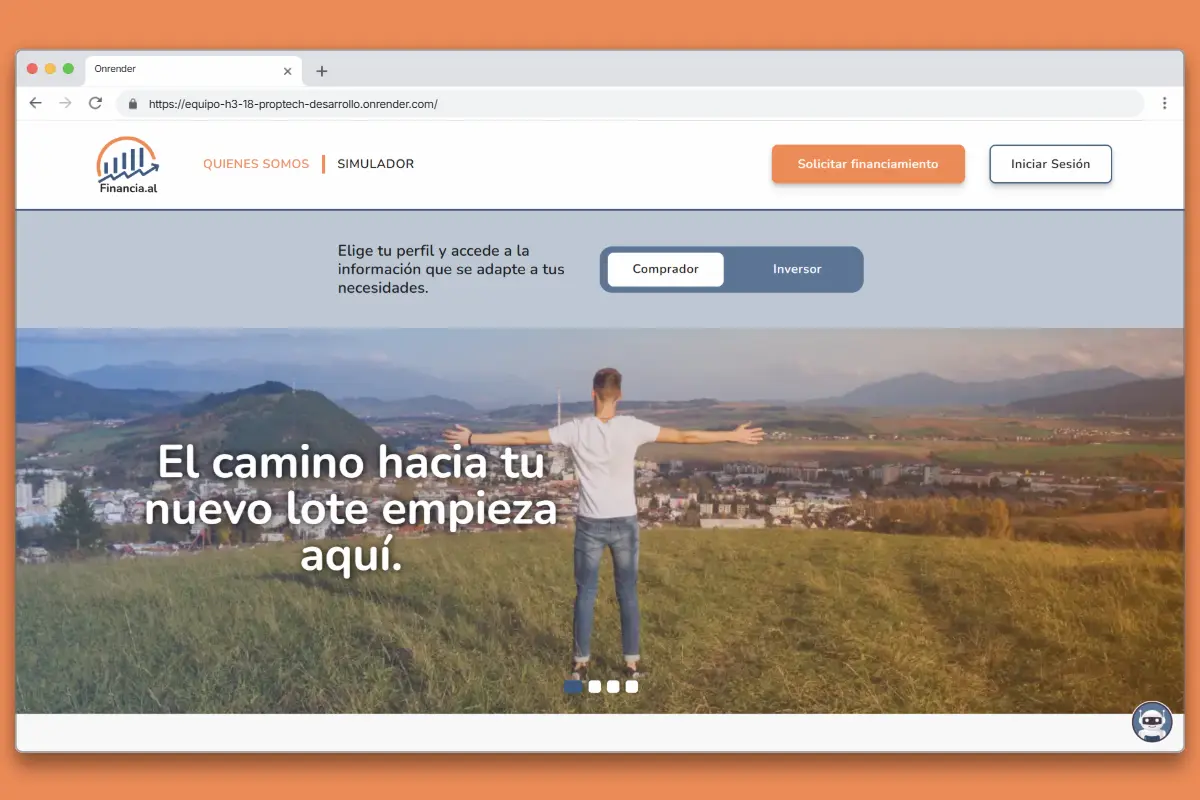 Onrender
https://equipo-h3-18-proptech-desarrollo.onrender.com/
Financia.al
QUIENES SOMOS
SIMULADOR
Solicitar financiamiento
Iniciar Sesión
Elige tu perfil y accede a la
información que se adapte a tus
necesidades.
Comprador
Inversor
El camino hacia tu
nuevo lote empieza
aquí.